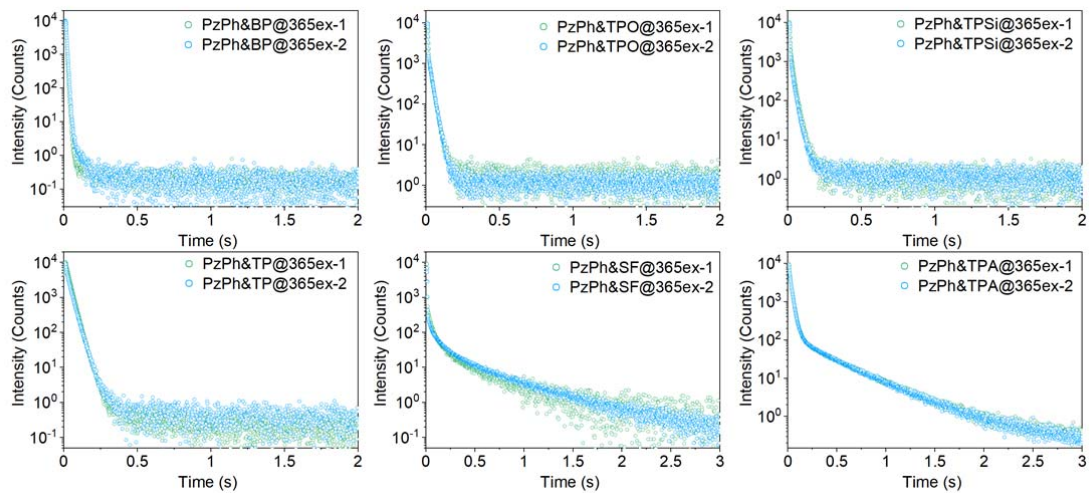 PzPh&BP@365ex-1
PzPh&BP@365ex-2
Intensity (Counts)
10^4
10^3
10^2
10^1
10^0
10^-1
0 0.5 1 1.5 2
Time (s)
PzPh&TPO@365ex-1
PzPh&TPO@365ex-2
Intensity (Counts)
10^4
10^3
10^2
10^1
10^0
0 0.5 1 1.5 2
Time (s)
PzPh&TPSi@365ex-1
PzPh&TPSi@365ex-2
Intensity (Counts)
10^4
10^3
10^2
10^1
10^0
0 0.5 1 1.5 2
Time (s)
PzPh&TP@365ex-1
PzPh&TP@365ex-2
Intensity (Counts)
10^4
10^3
10^2
10^1
10^0
10^-1
0 0.5 1 1.5 2
Time (s)
PzPh&SF@365ex-1
PzPh&SF@365ex-2
Intensity (Counts)
10^4
10^3
10^2
10^1
10^0
10^-1
0 0.5 1 1.5 2 2.5 3
Time (s)
PzPh&TPA@365ex-1
PzPh&TPA@365ex-2
Intensity (Counts)
10^4
10^3
10^2
10^1
10^0
0 0.5 1 1.5 2 2.5 3
Time (s)